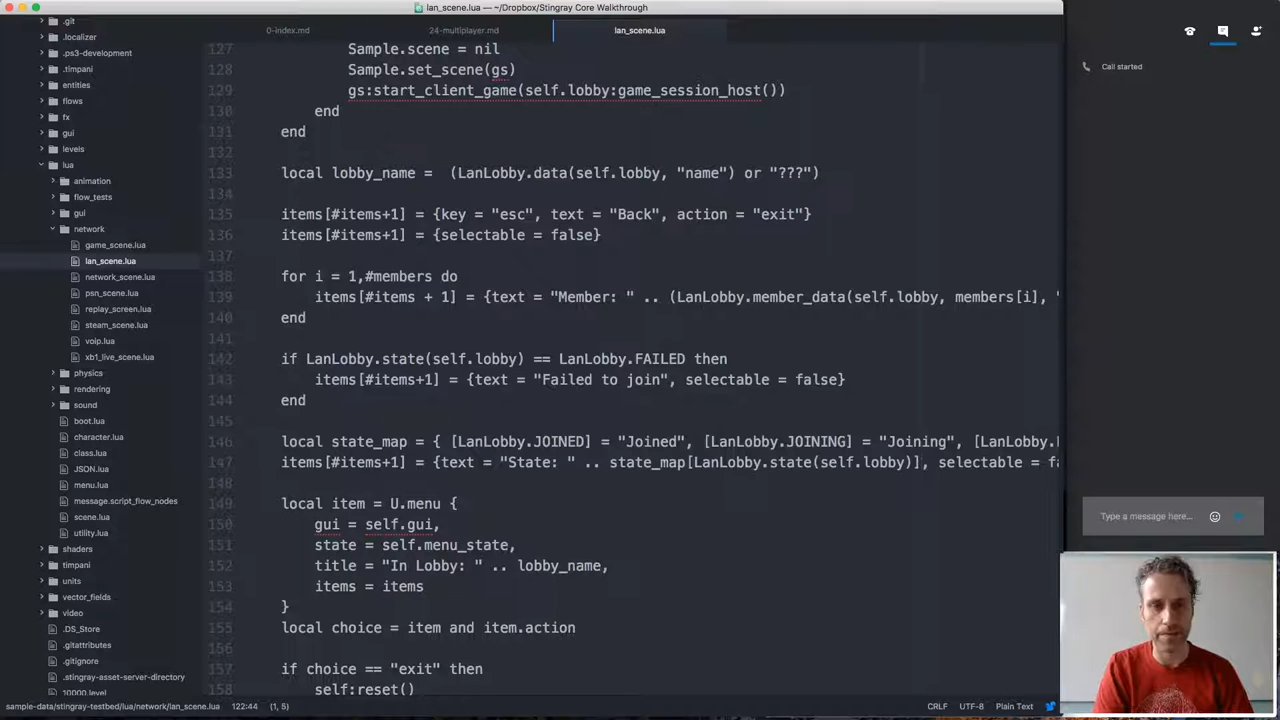 lan_scene.lua — ~/Dropbox/Stingray Core Walkthrough
0-index.md
24-multiplayer.md
lan_scene.lua
.git
.localizer
.ps3-development
.timpani
entities
flows
fx
gui
levels
lua
animation
flow_tests
gui
network
game_scene.lua
lan_scene.lua
network_scene.lua
psn_scene.lua
replay_screen.lua
steam_scene.lua
voip.lua
xb1_live_scene.lua
physics
rendering
sound
boot.lua
character.lua
class.lua
JSON.lua
menu.lua
message.script_flow_nodes
scene.lua
utility.lua
shaders
timpani
units
vector_fields
video
.DS_Store
.gitattributes
.gitignore
.stingray-asset-server-directory
10000.level
127 Sample.scene = nil
128 Sample.set_scene(gs)
129 gs:start_client_game(self.lobby:game_session_host())
130 end
131 end
132
133 local lobby_name =  (LanLobby.data(self.lobby, "name") or "???")
134
135 items[#items+1] = {key = "esc", text = "Back", action = "exit"}
136 items[#items+1] = {selectable = false}
137
138 for i = 1,#members do
139 items[#items + 1] = {text = "Member: " .. (LanLobby.member_data(self.lobby, members[i], "
140 end
141
142 if LanLobby.state(self.lobby) == LanLobby.FAILED then
143 items[#items+1] = {text = "Failed to join", selectable = false}
144 end
145
146 local state_map = { [LanLobby.JOINED] = "Joined", [LanLobby.JOINING] = "Joining", [LanLobby.
147 items[#items+1] = {text = "State: " .. state_map[LanLobby.state(self.lobby)], selectable = fa
148
149 local item = U.menu {
150 gui = self.gui,
151 state = self.menu_state,
152 title = "In Lobby: " .. lobby_name,
153 items = items
154 }
155 local choice = item and item.action
156
157 if choice == "exit" then
158 self:reset()
sample-data/stingray-testbed/lua/network/lan_scene.lua 122:44 (1, 5)
CRLF UTF-8 Plain Text
Call started
Type a message here...